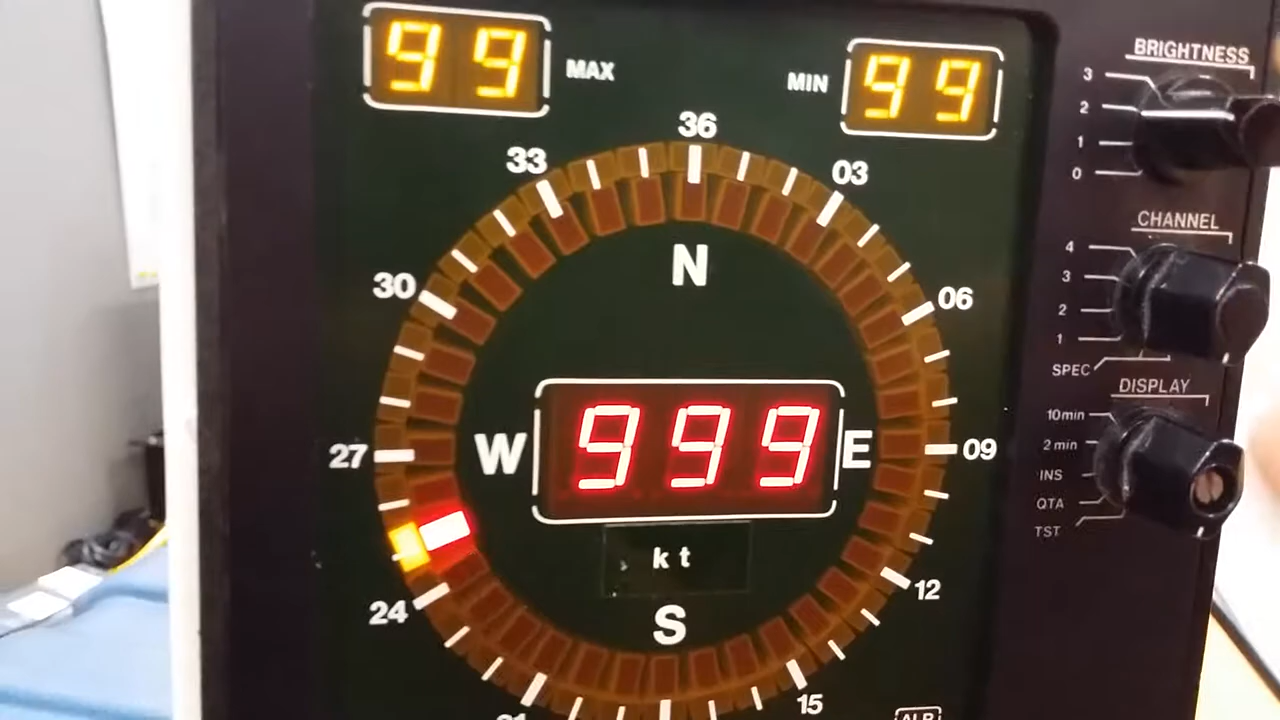 99 MAX
MIN 99
BRIGHTNESS
3
2
1
0
36
33
03
CHANNEL
4
3
2
1
SPEC
N
30
06
DISPLAY
10min
2 min
INS
QTA
TST
27
W
999
E
09
kt
24
12
S
15